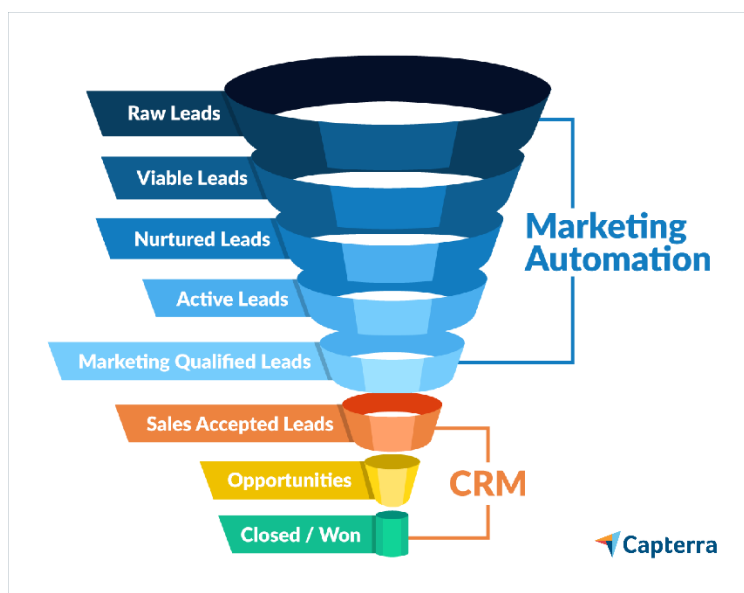 Raw Leads
Viable Leads
Nurtured Leads
Active Leads
Marketing Qualified Leads
Marketing
Automation
Sales Accepted Leads
Opportunities
Closed / Won
CRM
Capterra